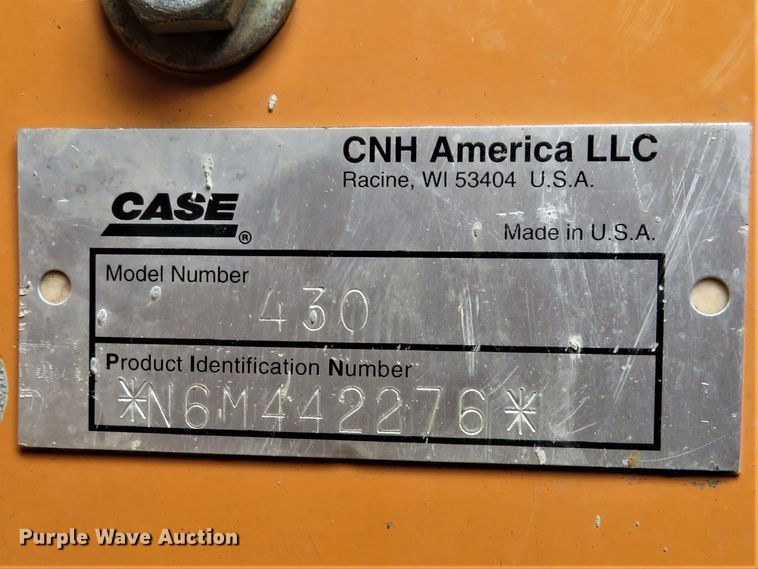 CNH America LLC
Racine, WI 53404 U.S.A.
CASE®
Made in U.S.A.
Model Number
430
Product Identification Number
*N6M442276*
Purple Wave Auction